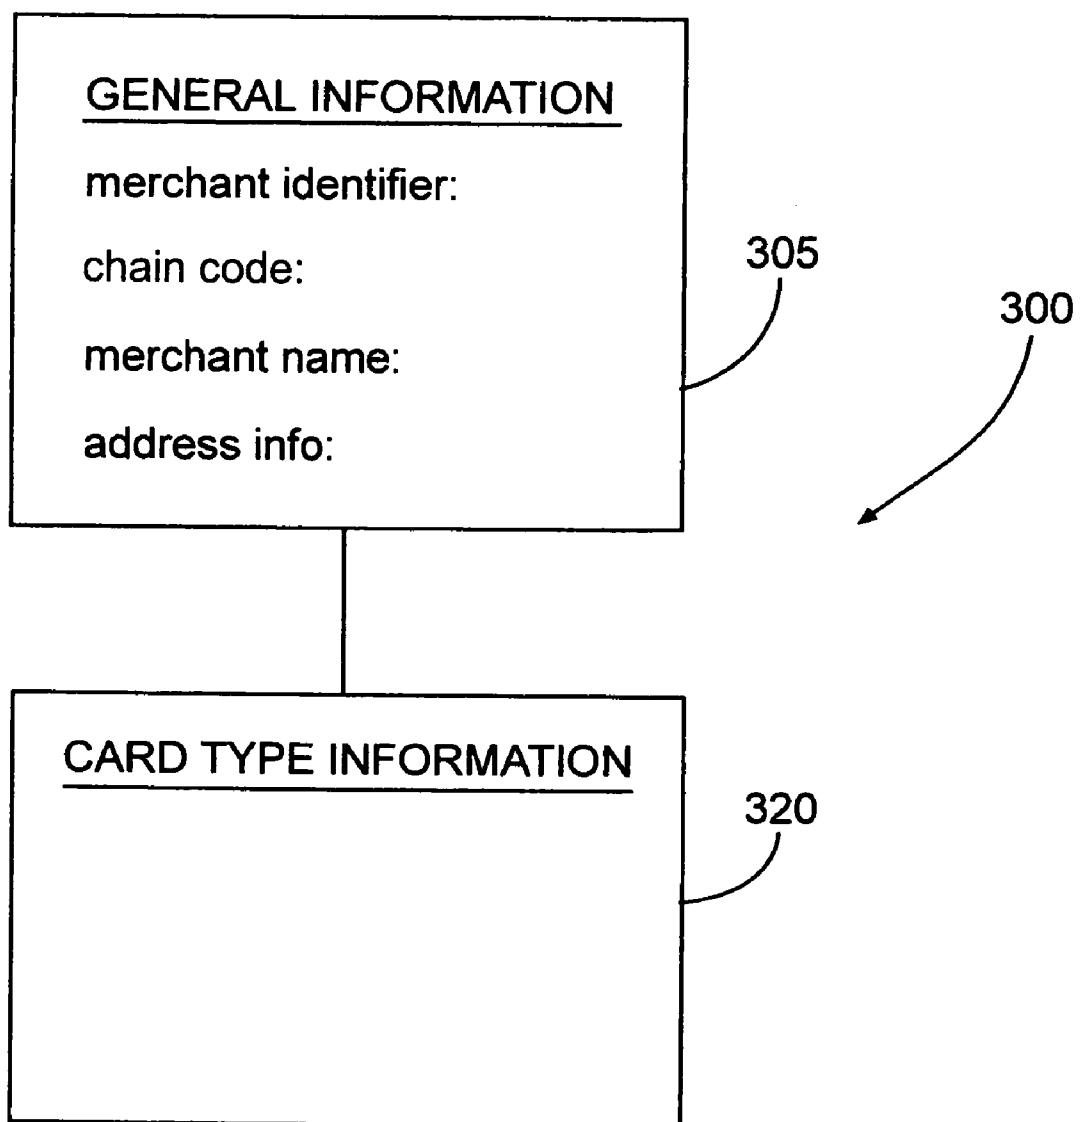 GENERAL INFORMATION
merchant identifier:
chain code:
merchant name:
address info:
305
300
CARD TYPE INFORMATION
320